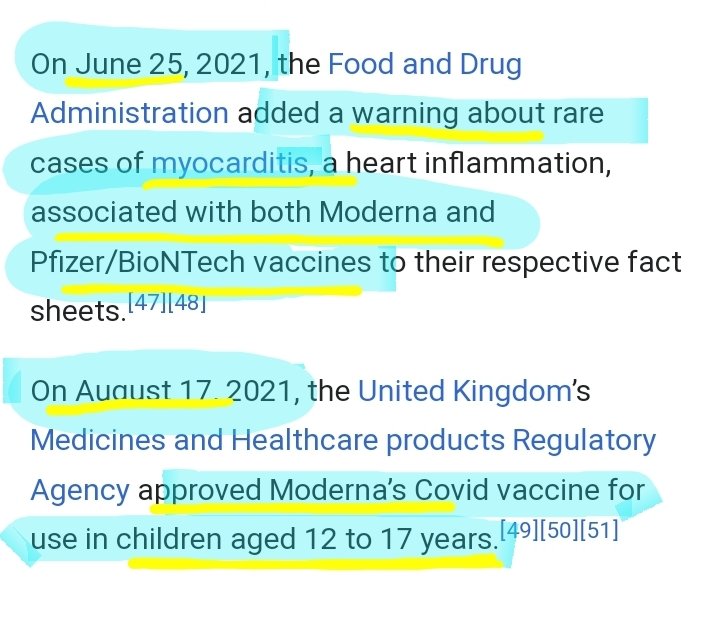 On June 25, 2021, the Food and Drug
Administration added a warning about rare
cases of myocarditis, a heart inflammation,
associated with both Moderna and
Pfizer/BioNTech vaccines to their respective fact
sheets.[47][48]
On August 17, 2021, the United Kingdom's
Medicines and Healthcare products Regulatory
Agency approved Moderna's Covid vaccine for
use in children aged 12 to 17 years.[49][50][51]